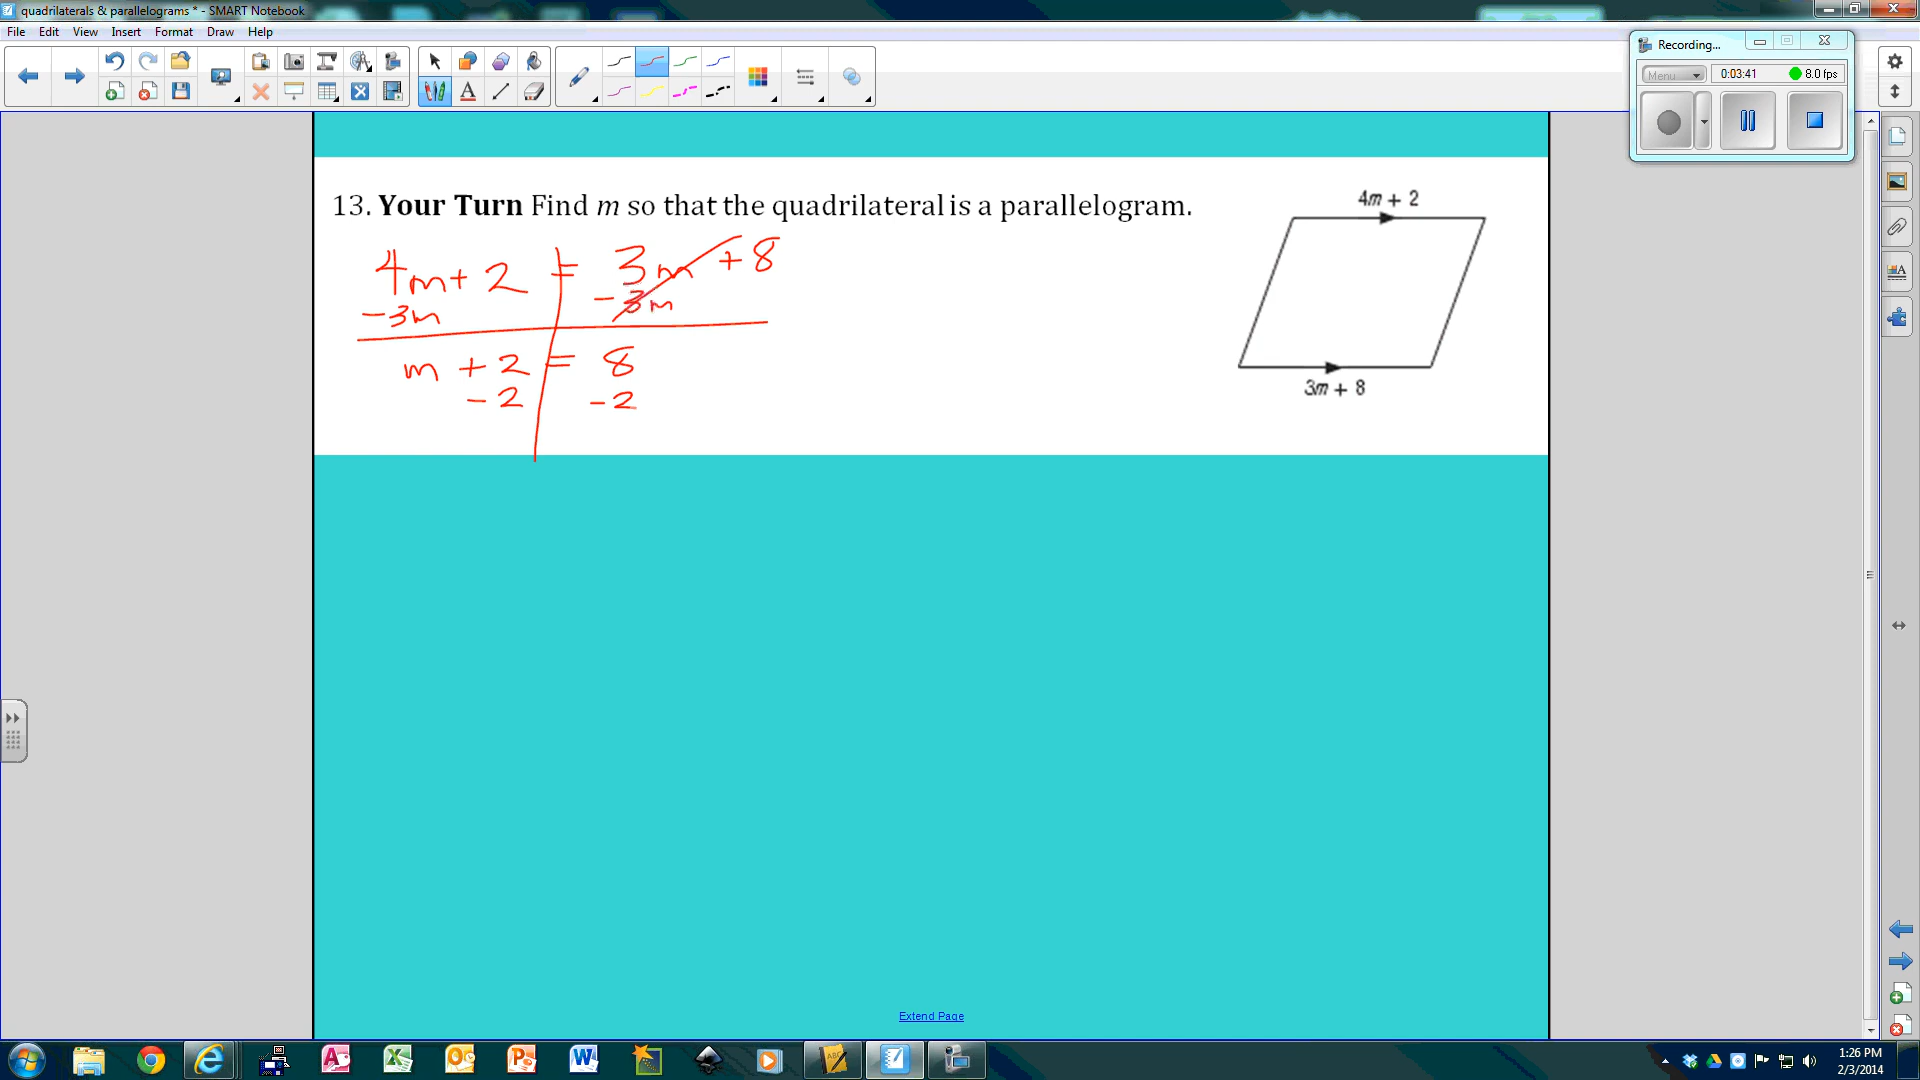 quadrilaterals & parallelograms * - SMART Notebook
File Edit View Insert Format Draw Help
Recording...
Menu 0:03:41 8.0 fps
13. Your Turn Find m so that the quadrilateral is a parallelogram.
4m + 2
4m + 2 = 3m + 8
-3m -3m
m + 2 = 8
-2 -2
3m + 8
Extend Page
1:26 PM
2/3/2014